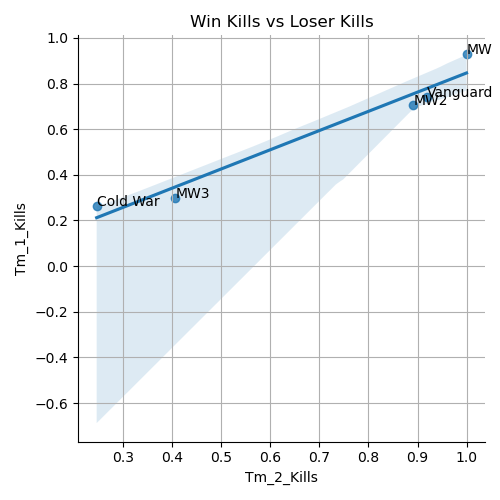 Win Kills vs Loser Kills
1.0
0.8
0.6
0.4
0.2
0.0
−0.2
−0.4
−0.6
Tm_1_Kills
MW
Vanguard
MW2
MW3
Cold War
0.3 0.4 0.5 0.6 0.7 0.8 0.9 1.0
Tm_2_Kills